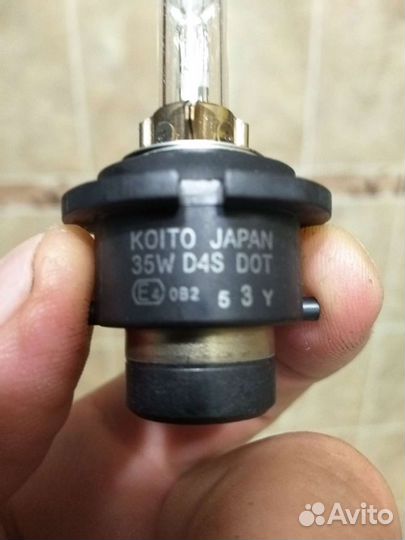 KOITO JAPAN
35W D4S DOT
E4 0B2 5 3 Y
Avito